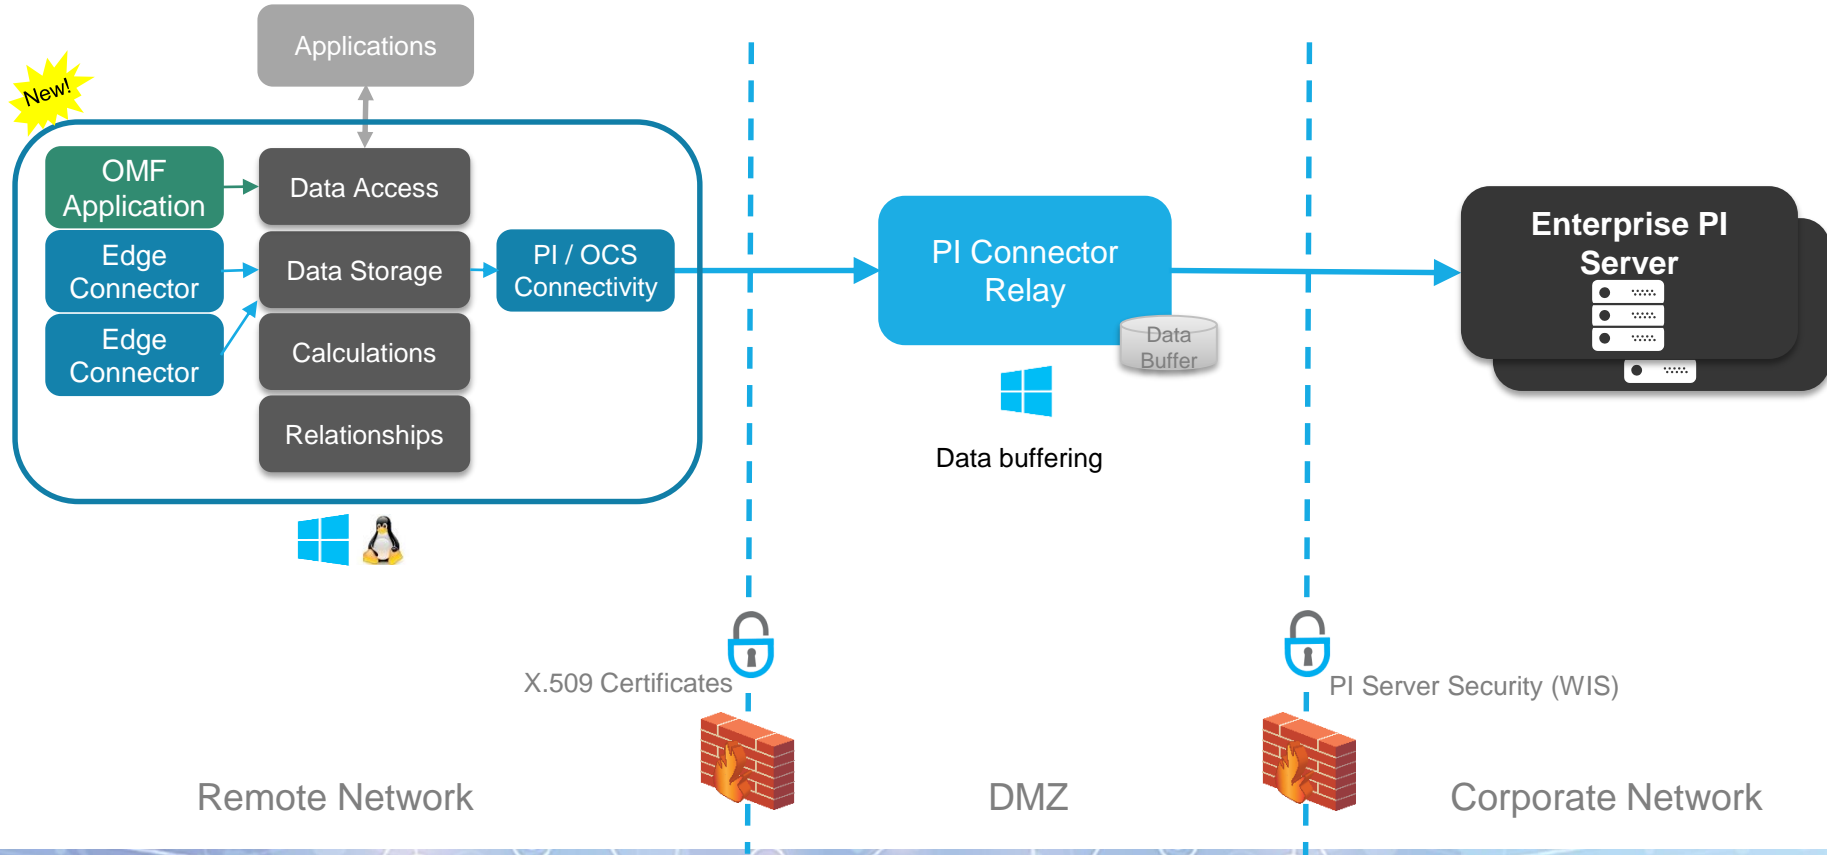 Applications
New!
OMF
Application
Data Access
Edge
Connector
Data Storage
PI / OCS
Connectivity
Edge
Connector
Calculations
Relationships
PI Connector
Relay
Data
Buffer
Data buffering
Enterprise PI
Server
X.509 Certificates
PI Server Security (WIS)
Remote Network
DMZ
Corporate Network